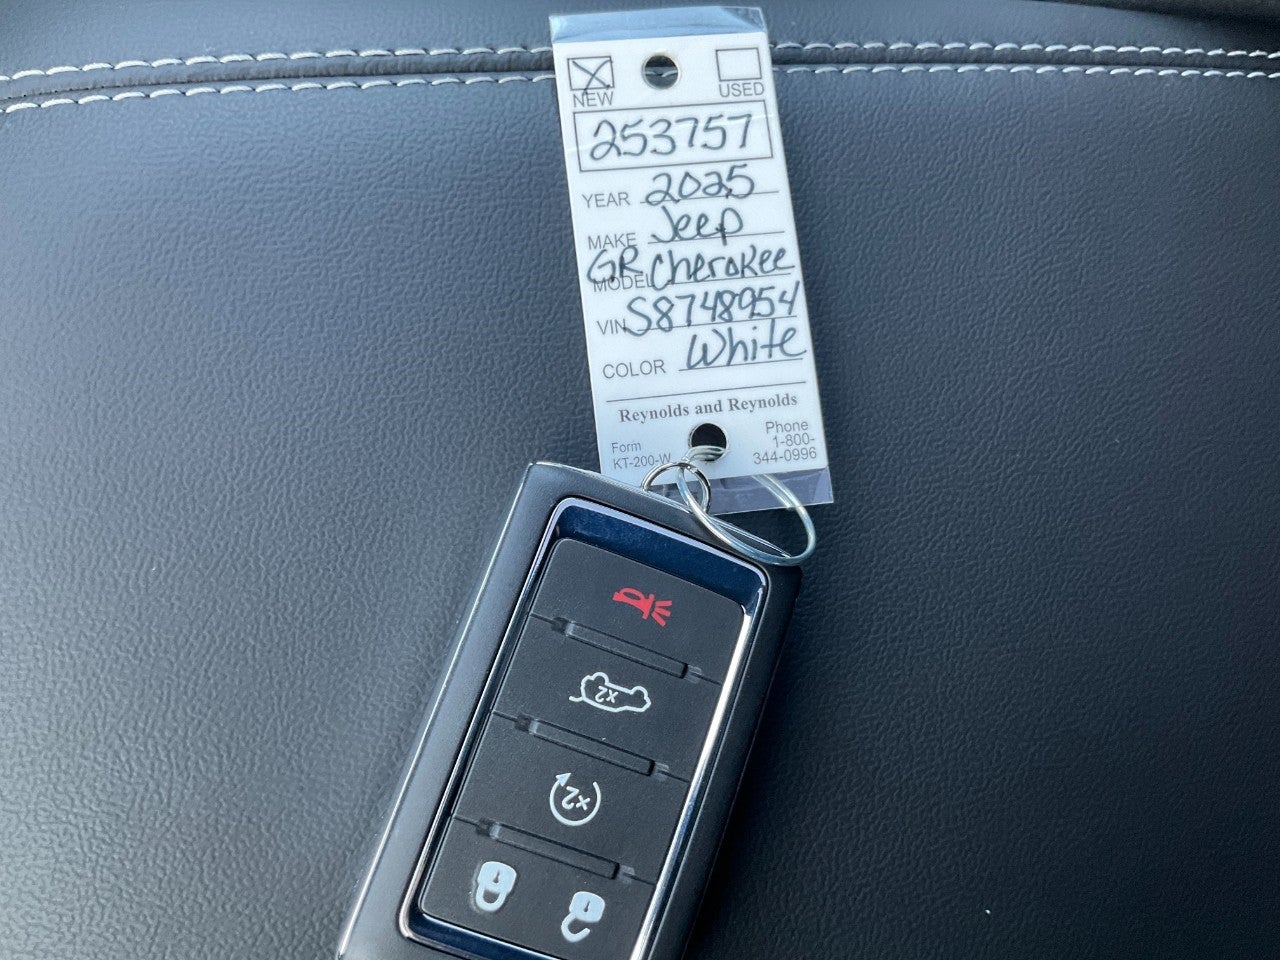 NEW USED
253757
YEAR 2025
MAKE Jeep
MODEL GR Cherokee
VIN S8748954
COLOR White
Reynolds and Reynolds
Form
KT-200-W
Phone
1-800-
344-0996
x2
x2